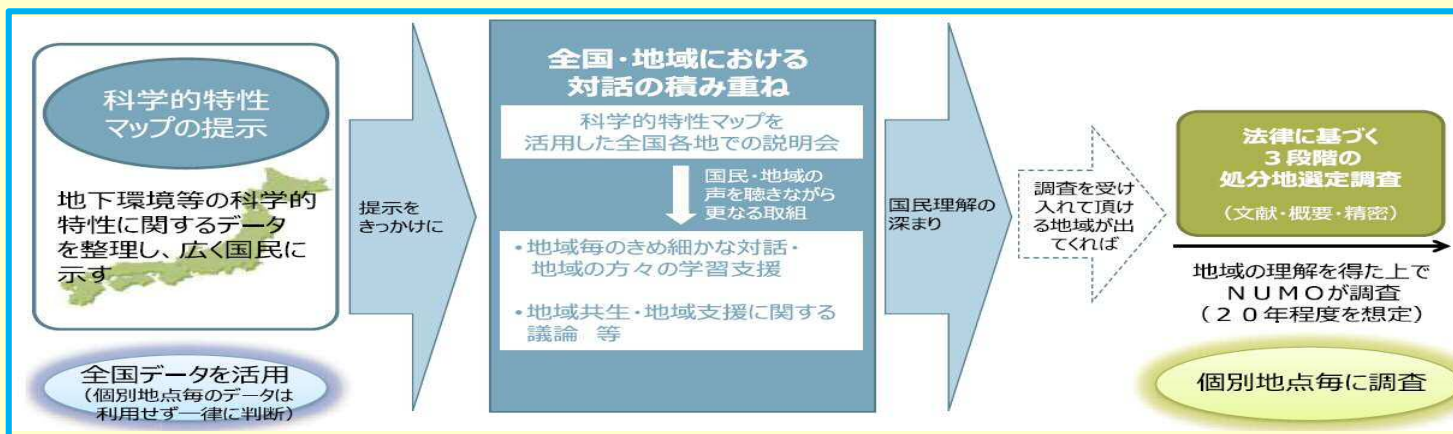 科学的特性
マップの提示
地下環境等の科学的
特性に関するデータ
を整理し、広く国民に
示す
全国データを活用
（個別地点毎のデータは
利用せず一律に判断）
提示を
きっかけに
全国・地域における
対話の積み重ね
科学的特性マップを
活用した全国各地での説明会
国民・地域の
声を聴きながら
更なる取組
・地域毎のきめ細かな対話・
地域の方々の学習支援
・地域共生・地域支援に関する
議論 等
国民理解の
深まり
調査を受け
入れて頂け
る地域が出
てくれば
法律に基づく
３段階の
処分地選定調査
（文献・概要・精密）
地域の理解を得た上で
ＮＵＭＯが調査
（２０年程度を想定）
個別地点毎に調査